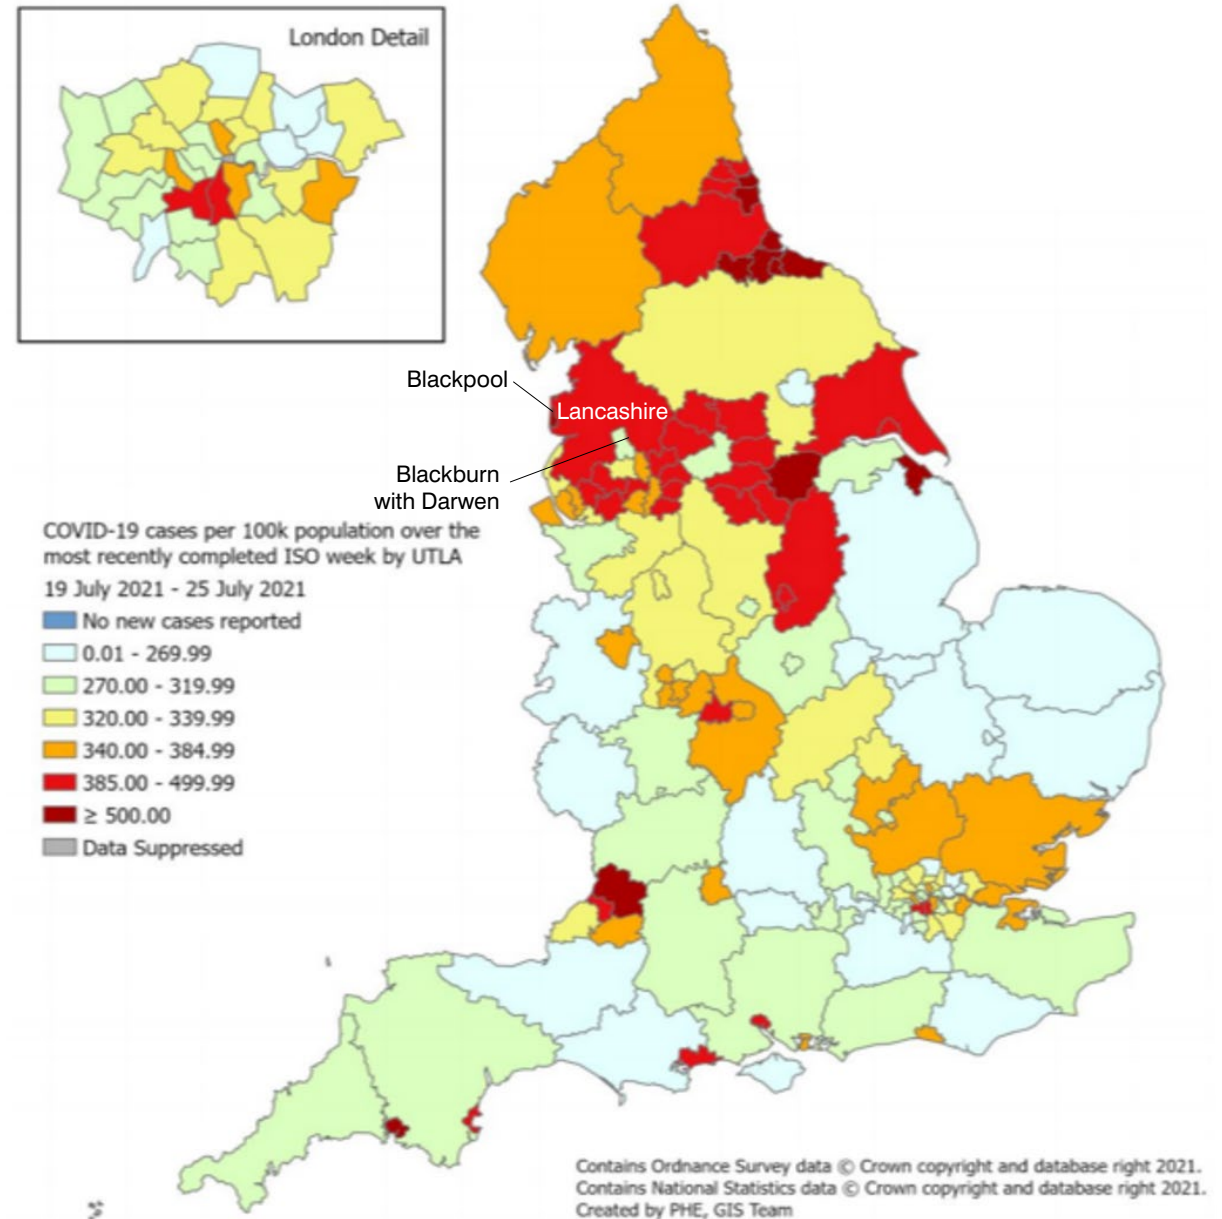 London Detail
Blackpool
Lancashire
Blackburn
with Darwen
COVID-19 cases per 100k population over the
most recently completed ISO week by UTLA
19 July 2021 - 25 July 2021
No new cases reported
0.01 - 269.99
270.00 - 319.99
320.00 - 339.99
340.00 - 384.99
385.00 - 499.99
≥ 500.00
Data Suppressed
Contains Ordnance Survey data © Crown copyright and database right 2021.
Contains National Statistics data © Crown copyright and database right 2021.
Created by PHE, GIS Team